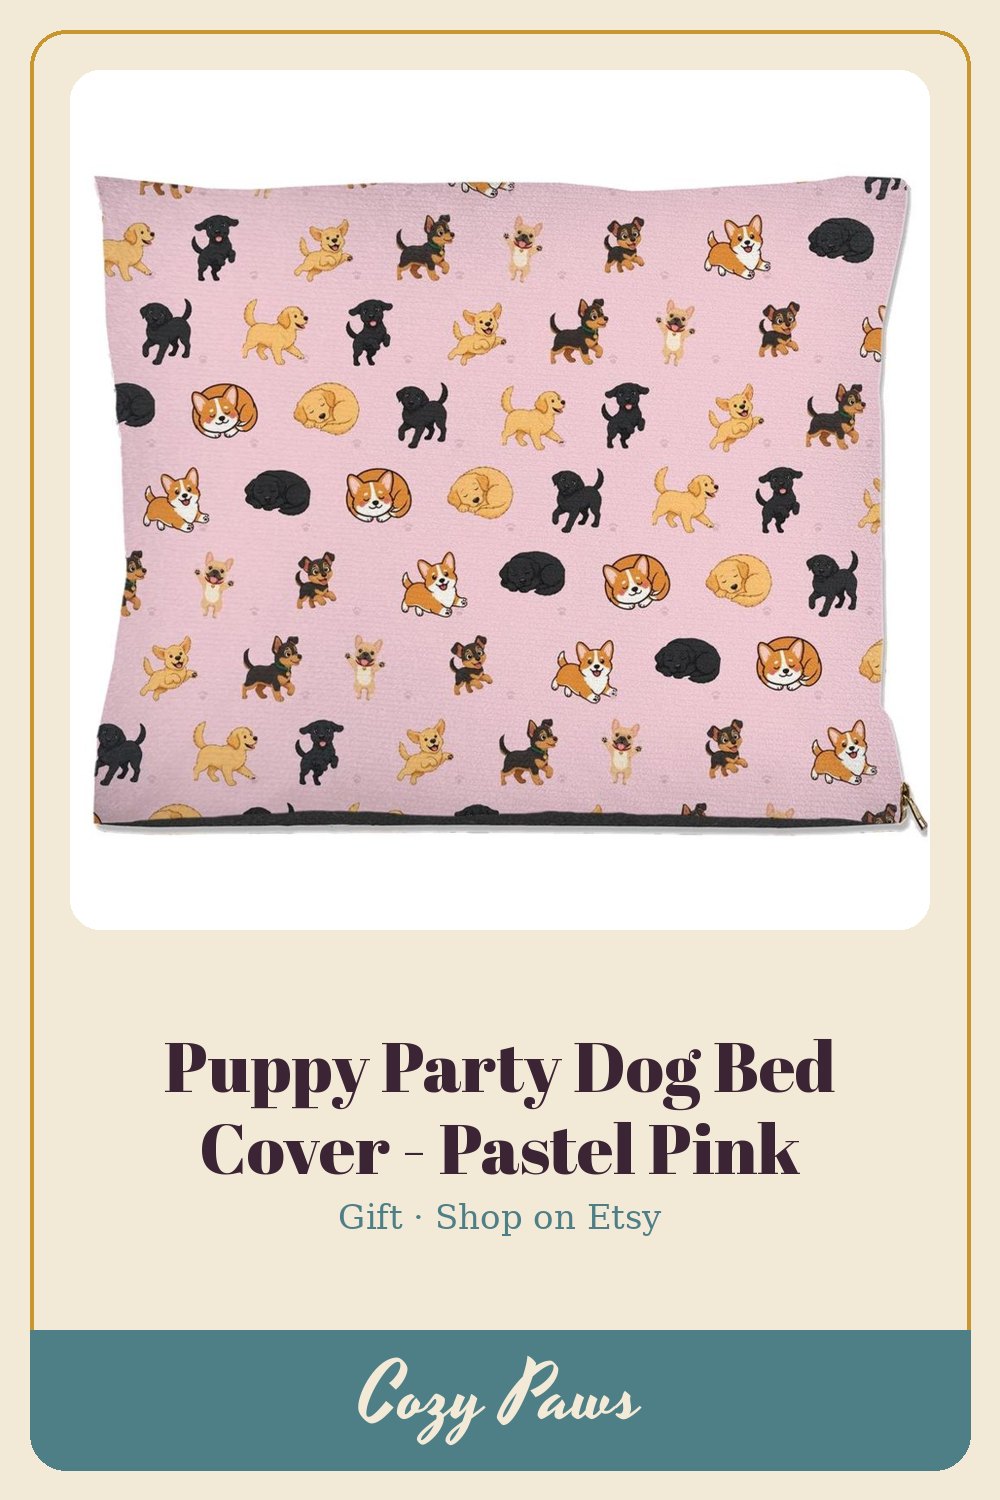 Puppy Party Dog Bed
Cover - Pastel Pink
Gift · Shop on Etsy
Cozy Paws